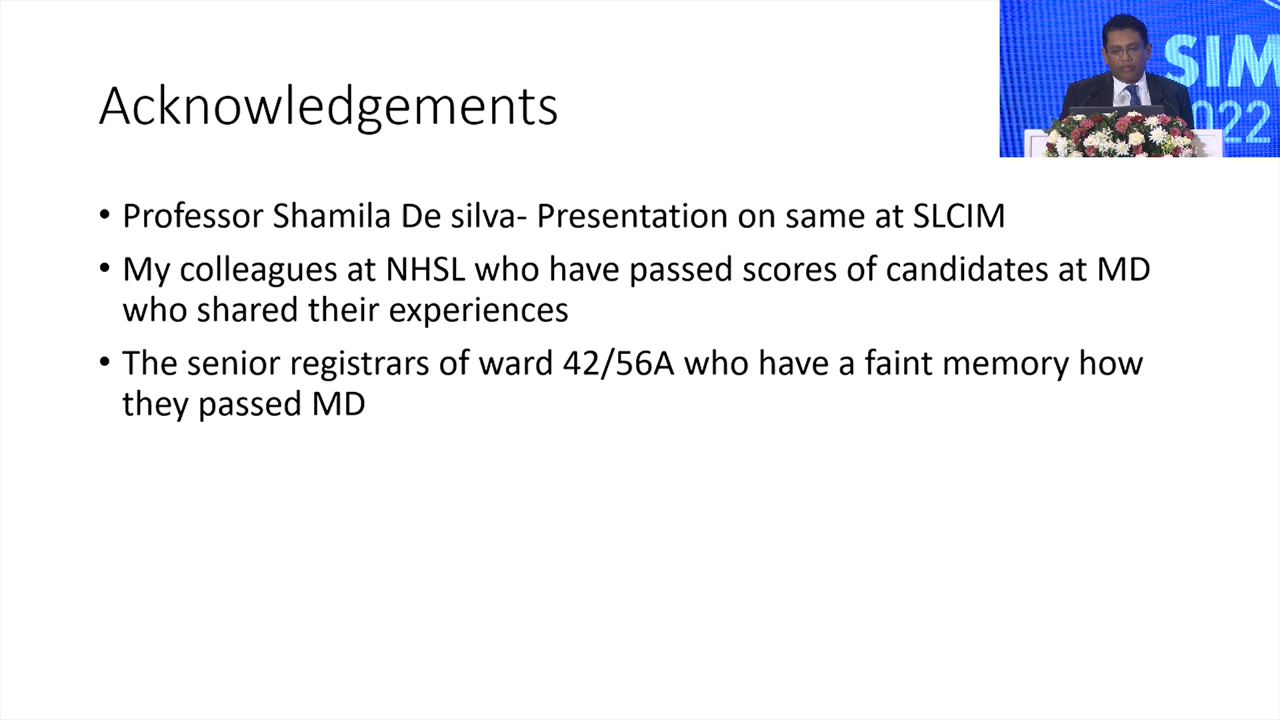 Acknowledgements
SIM
022
• Professor Shamila De silva- Presentation on same at SLCIM
• My colleagues at NHSL who have passed scores of candidates at MD
who shared their experiences
• The senior registrars of ward 42/56A who have a faint memory how
they passed MD